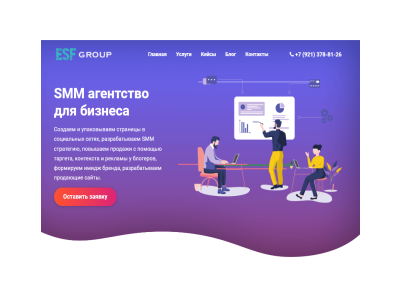 ESF GROUP
Главная Услуги Кейсы Блог Контакты
+7 (921) 378-81-26
SMM агентство
для бизнеса
Создаем и упаковываем страницы в
социальных сетях, разрабатываем SMM
стратегию, повышаем продажи с помощью
таргета, контекста и рекламы у блогеров,
формируем имидж бренда, разрабатываем
продающие сайты.
Оставить заявку